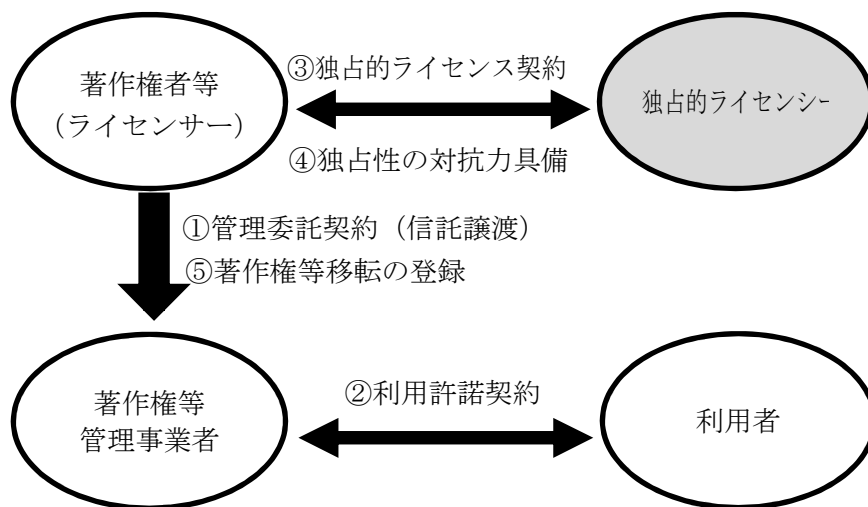 著作権者等
（ライセンサー）
③独占的ライセンス契約
④独占性の対抗力具備
独占的ライセンシー
①管理委託契約（信託譲渡）
⑤著作権等移転の登録
著作権等
管理事業者
②利用許諾契約
利用者